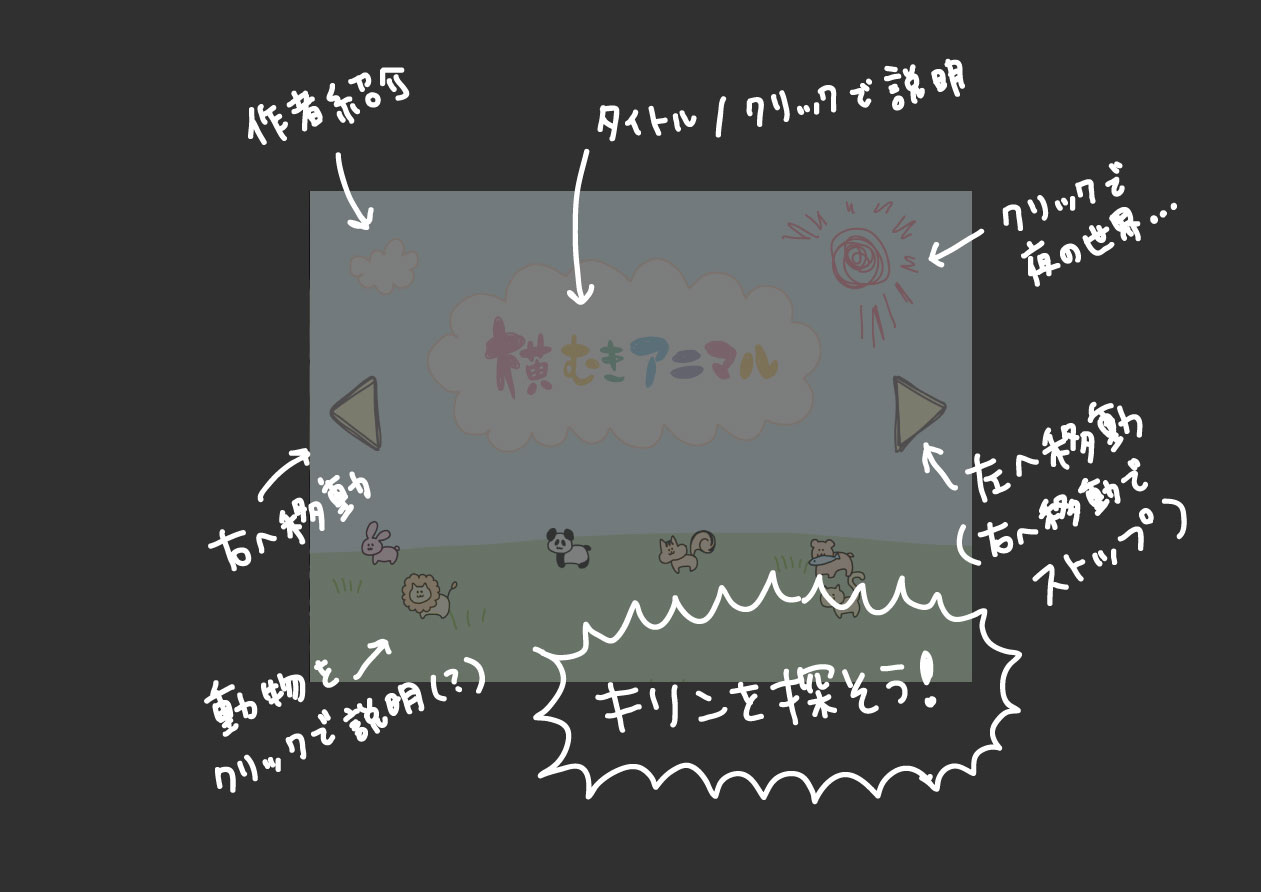 作者紹介
タイトル/クリックで説明
クリックで
夜の世界…
横むきアニマル
右へ移動
左へ移動
(右へ移動で
ストップ)
動物を
クリックで説明(?)
キリンを探そう!